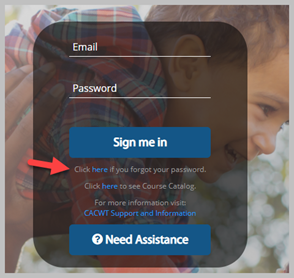 Email
Password
Sign me in
Click here if you forgot your password.
Click here to see Course Catalog.
For more information visit:
CACWT Support and Information
? Need Assistance